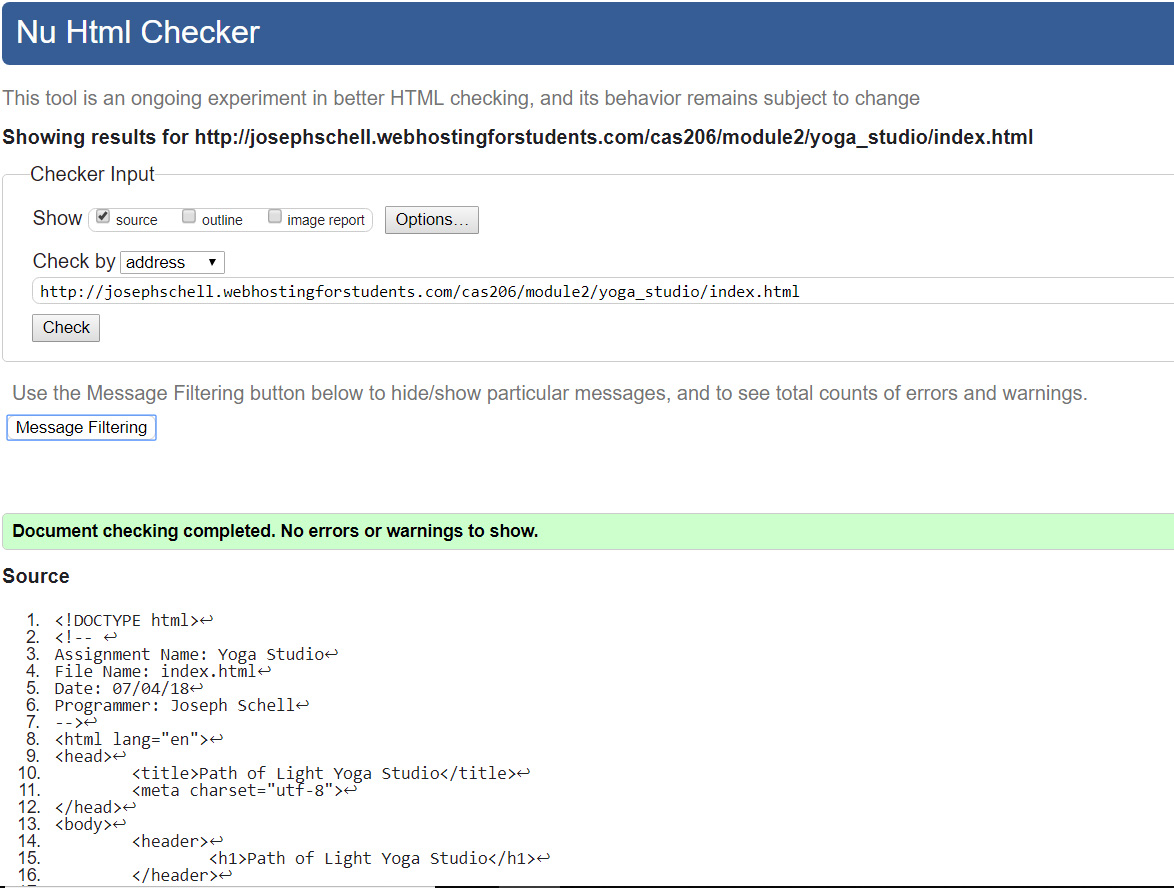 Nu Html Checker
This tool is an ongoing experiment in better HTML checking, and its behavior remains subject to change
Showing results for http://josephschell.webhostingforstudents.com/cas206/module2/yoga_studio/index.html
Checker Input
Show source outline image report Options...
Check by address ▼
http://josephschell.webhostingforstudents.com/cas206/module2/yoga_studio/index.html
Check
Use the Message Filtering button below to hide/show particular messages, and to see total counts of errors and warnings.
Message Filtering
Document checking completed. No errors or warnings to show.
Source
1. <!DOCTYPE html>↩
2. <!-- ↩
3. Assignment Name: Yoga Studio↩
4. File Name: index.html↩
5. Date: 07/04/18↩
6. Programmer: Joseph Schell↩
7. -->↩
8. <html lang="en">↩
9. <head>↩
10. <title>Path of Light Yoga Studio</title>↩
11. <meta charset="utf-8">↩
12. </head>↩
13. <body>↩
14. <header>↩
15. <h1>Path of Light Yoga Studio</h1>↩
16. </header>↩